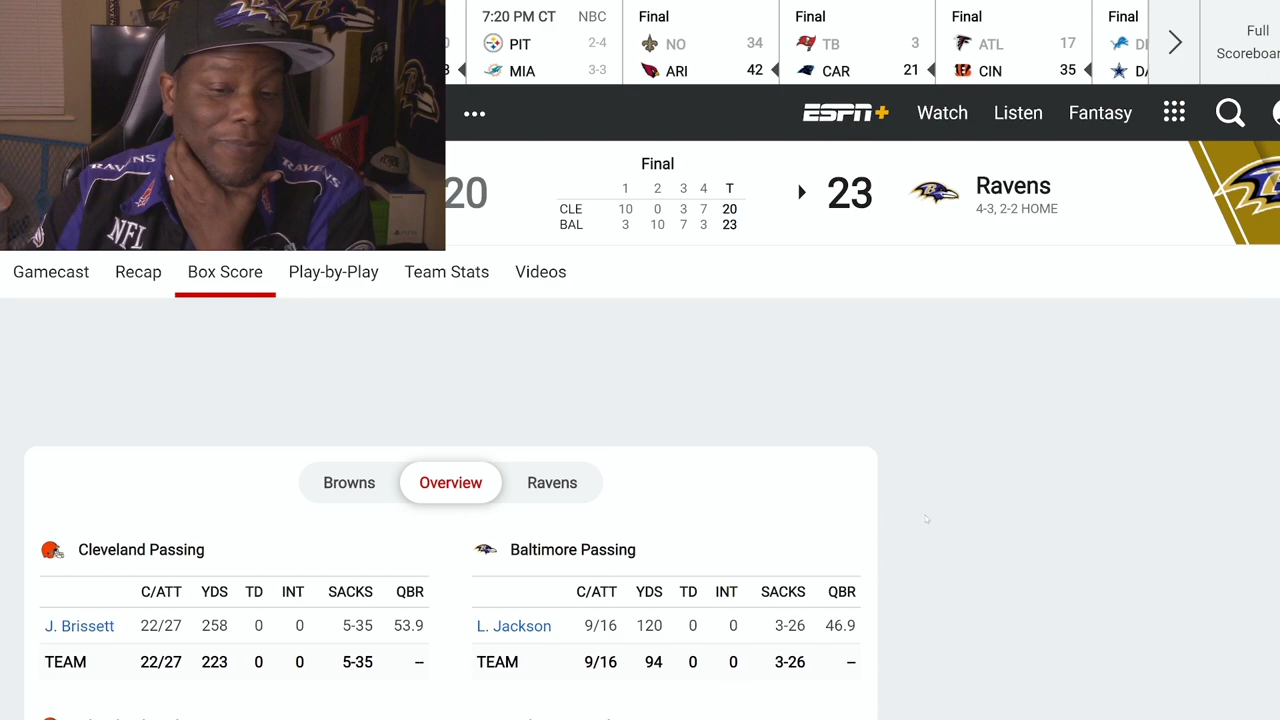 7:20 PM CT NBC
PIT 2-4
MIA 3-3
Final
NO 34
ARI 42
Final
TB 3
CAR 21
Final
ATL 17
CIN 35
Final
Full
ESPN+ Watch Listen Fantasy
RAVENS
RAVENS
NFL
20
Final
1 2 3 4 T
CLE 10 0 3 7 20
BAL 3 10 7 3 23
23
Ravens
4-3, 2-2 HOME
Gamecast Recap Box Score Play-by-Play Team Stats Videos
Browns Overview Ravens
Cleveland Passing
C/ATT YDS TD INT SACKS QBR
J. Brissett 22/27 258 0 0 5-35 53.9
TEAM 22/27 223 0 0 5-35 --
Baltimore Passing
C/ATT YDS TD INT SACKS QBR
L. Jackson 9/16 120 0 0 3-26 46.9
TEAM 9/16 94 0 0 3-26 --